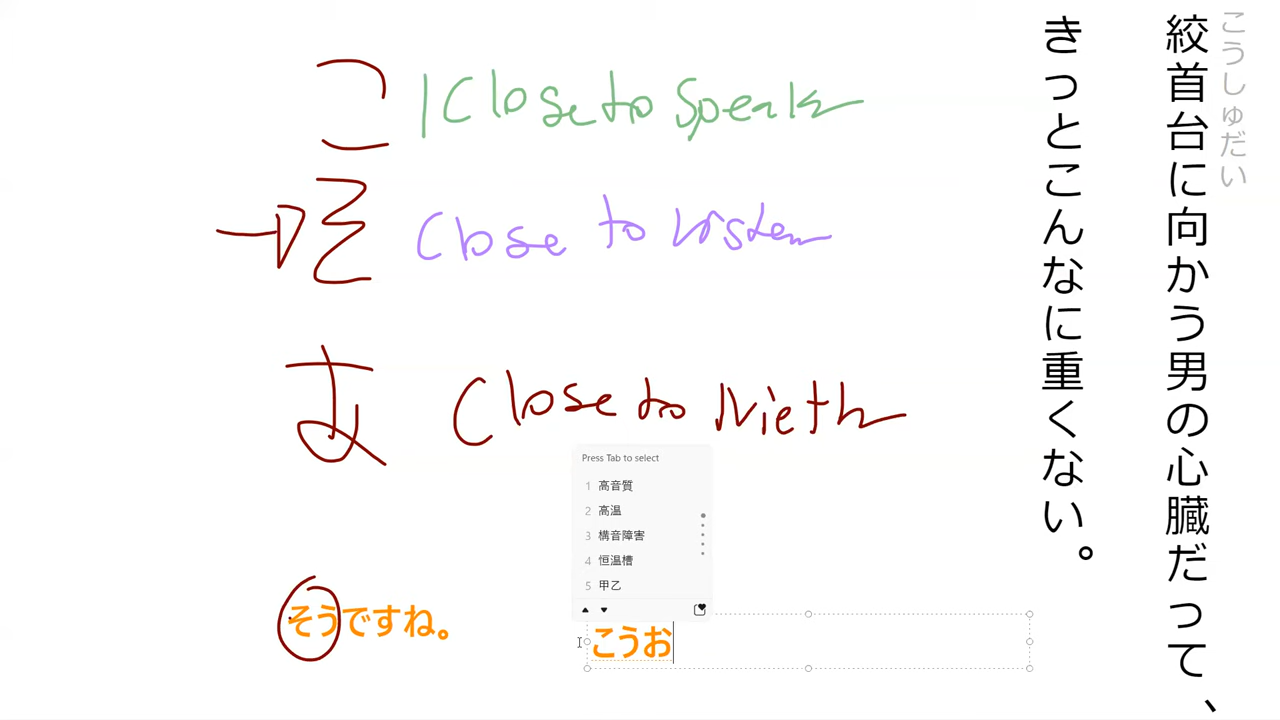 こうしゅだい
絞首台に向かう男の心臓だって、
きっとこんなに重くない。
こ Close to Speak
そ Close to Listen
あ Close to
Press Tab to select
1 高音質
2 高温
3 構音障害
4 恒温槽
5 甲乙
そうですね。
こうお